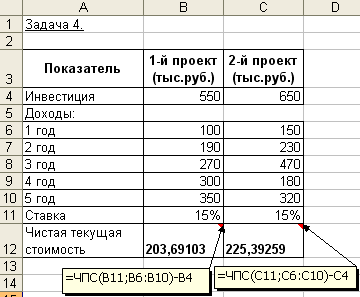 A B C D
1 Задача 4.
2
3 Показатель 1-й проект (тыс.руб.) 2-й проект (тыс.руб.)
4 Инвестиция 550 650
5 Доходы:
6 1 год 100 150
7 2 год 190 230
8 3 год 270 470
9 4 год 300 180
10 5 год 350 320
11 Ставка 15% 15%
12 Чистая текущая стоимость 203,69103 225,39259
13
14 =ЧПС(B11;B6:B10)-B4 =ЧПС(C11;C6:C10)-C4